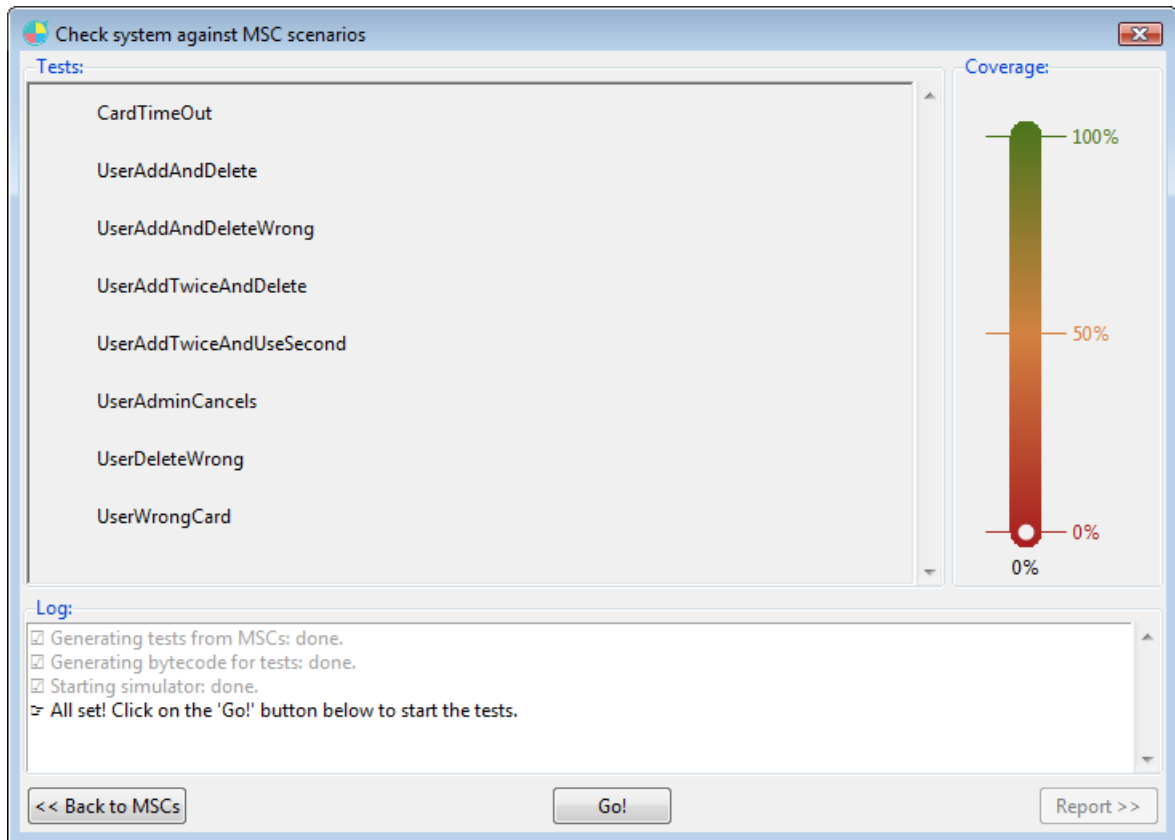 Check system against MSC scenarios
Tests:
CardTimeOut
UserAddAndDelete
UserAddAndDeleteWrong
UserAddTwiceAndDelete
UserAddTwiceAndUseSecond
UserAdminCancels
UserDeleteWrong
UserWrongCard
Coverage:
100%
50%
0%
0%
Log:
☑ Generating tests from MSCs: done.
☑ Generating bytecode for tests: done.
☑ Starting simulator: done.
☞ All set! Click on the 'Go!' button below to start the tests.
<< Back to MSCs
Go!
Report >>